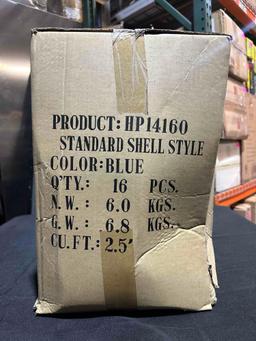 PRODUCT: HP14160
STANDARD SHELL STYLE
COLOR: BLUE
Q'TY.: 16 PCS.
N.W.: 6.0 KGS.
G.W.: 6.8 KGS.
CU.FT.: 2.5'